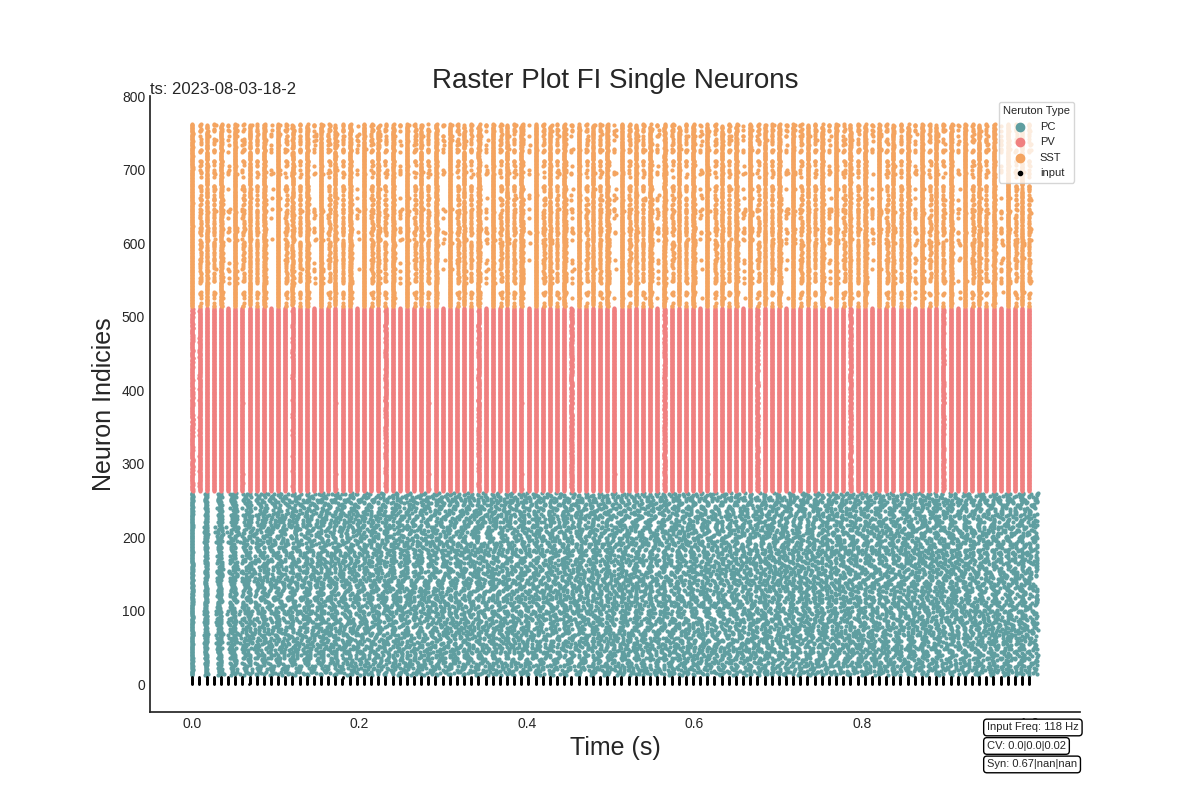 Raster Plot FI Single Neurons
ts: 2023-08-03-18-2
Neruton Type
PC
PV
SST
input
Neuron Indicies
800
700
600
500
400
300
200
100
0
0.0 0.2 0.4 0.6 0.8
Time (s)
Input Freq: 118 Hz
CV: 0.0|0.0|0.02
Syn: 0.67|nan|nan